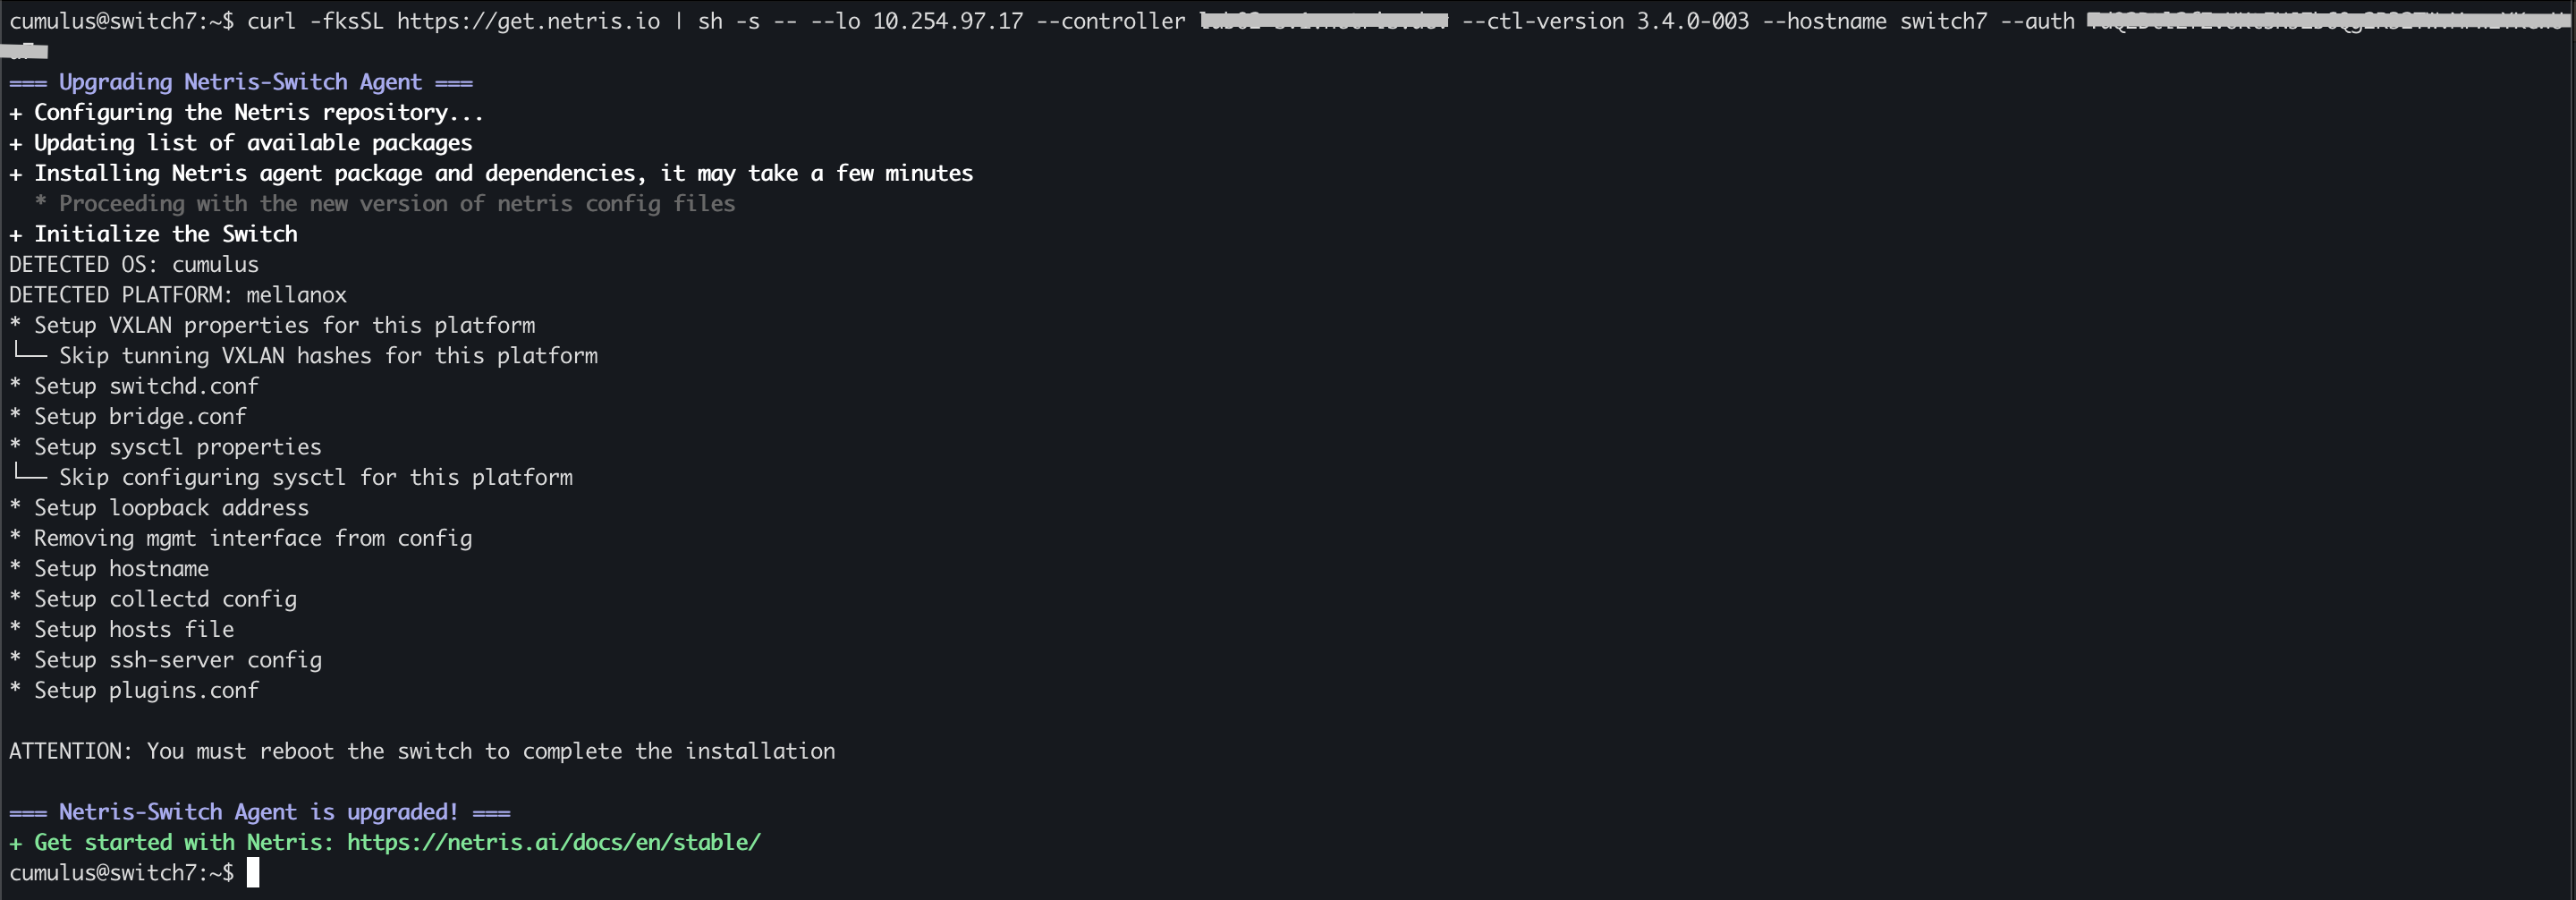 cumulus@switch7:~$ curl -fksSL https://get.netris.io | sh -s -- --lo 10.254.97.17 --controller --ctl-version 3.4.0-003 --hostname switch7 --auth
=== Upgrading Netris-Switch Agent ===
+ Configuring the Netris repository...
+ Updating list of available packages
+ Installing Netris agent package and dependencies, it may take a few minutes
* Proceeding with the new version of netris config files
+ Initialize the Switch
DETECTED OS: cumulus
DETECTED PLATFORM: mellanox
* Setup VXLAN properties for this platform
└── Skip tunning VXLAN hashes for this platform
* Setup switchd.conf
* Setup bridge.conf
* Setup sysctl properties
└── Skip configuring sysctl for this platform
* Setup loopback address
* Removing mgmt interface from config
* Setup hostname
* Setup collectd config
* Setup hosts file
* Setup ssh-server config
* Setup plugins.conf
ATTENTION: You must reboot the switch to complete the installation
=== Netris-Switch Agent is upgraded! ===
+ Get started with Netris: https://netris.ai/docs/en/stable/
cumulus@switch7:~$